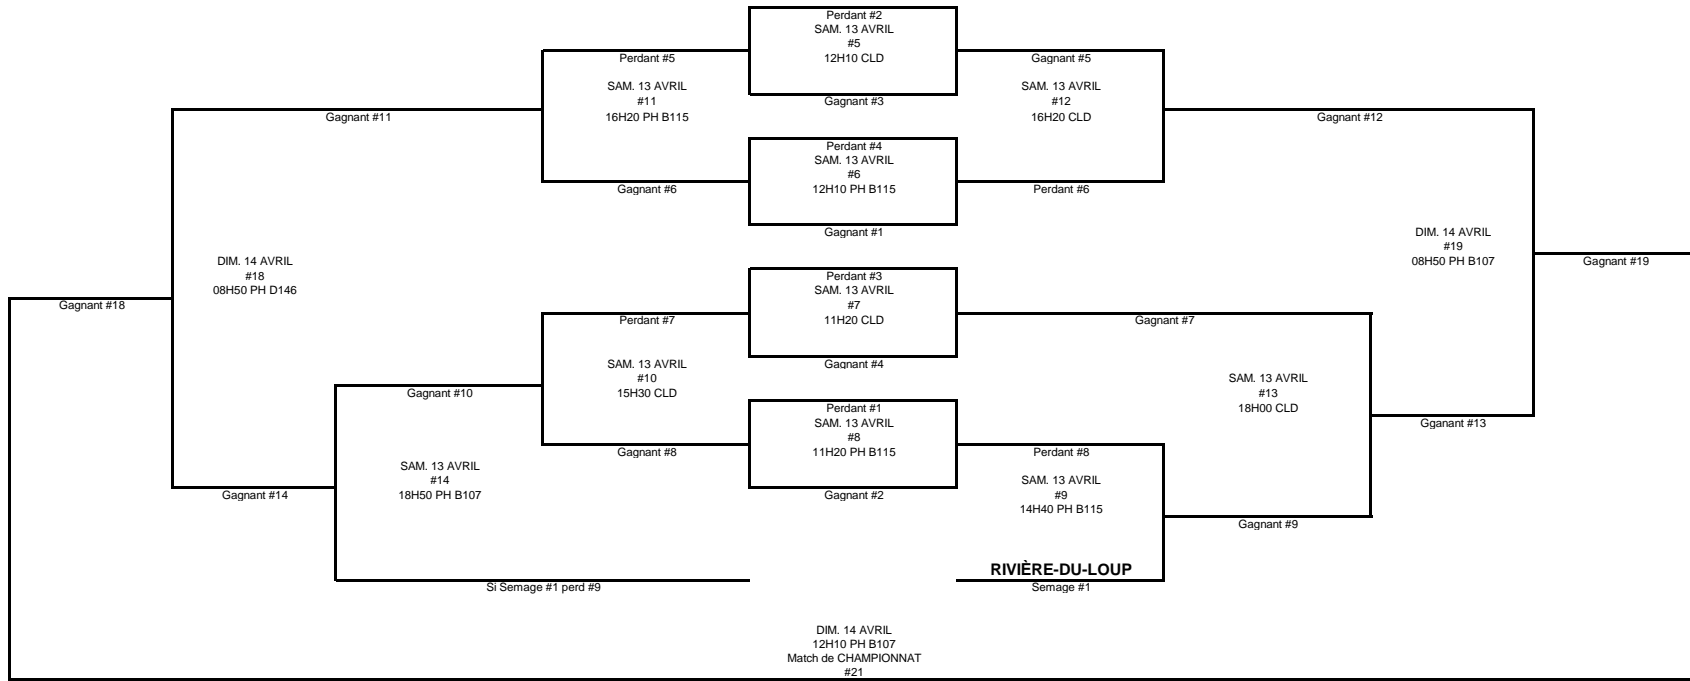 Perdant #2
SAM. 13 AVRIL
#5
12H10 CLD
Gagnant #3
Perdant #5
SAM. 13 AVRIL
#11
16H20 PH B115
Gagnant #6
Gagnant #5
SAM. 13 AVRIL
#12
16H20 CLD
Perdant #6
Gagnant #11
Gagnant #12
Perdant #4
SAM. 13 AVRIL
#6
12H10 PH B115
Gagnant #1
DIM. 14 AVRIL
#18
08H50 PH D146
DIM. 14 AVRIL
#19
08H50 PH B107
Gagnant #19
Gagnant #18
Perdant #3
SAM. 13 AVRIL
#7
11H20 CLD
Gagnant #4
Perdant #7
SAM. 13 AVRIL
#10
15H30 CLD
Gagnant #8
Gagnant #7
SAM. 13 AVRIL
#13
18H00 CLD
Gagnant #10
Gganant #13
Perdant #1
SAM. 13 AVRIL
#8
11H20 PH B115
Gagnant #2
Perdant #8
SAM. 13 AVRIL
#9
14H40 PH B115
SAM. 13 AVRIL
#14
18H50 PH B107
Gagnant #14
Gagnant #9
RIVIÈRE-DU-LOUP
Si Semage #1 perd #9
Semage #1
DIM. 14 AVRIL
12H10 PH B107
Match de CHAMPIONNAT
#21